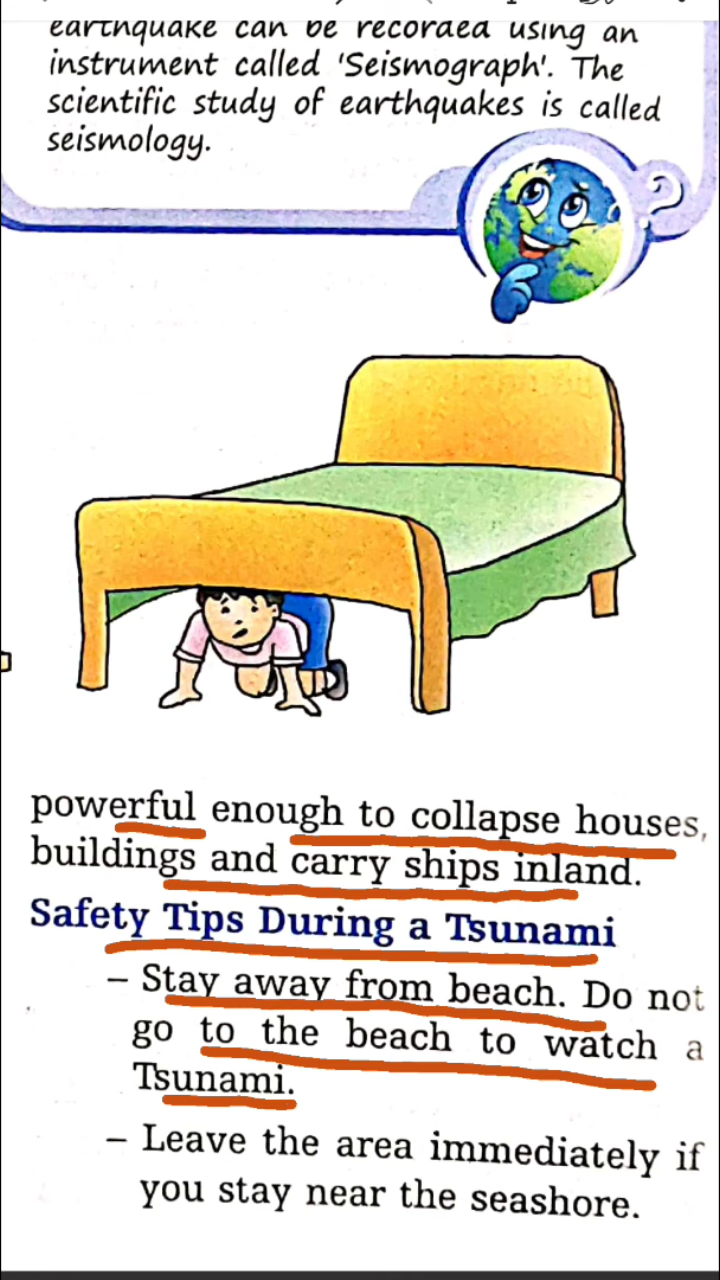 earthquake can be recorded using an
instrument called 'Seismograph'. The
scientific study of earthquakes is called
seismology.
?
powerful enough to collapse houses,
buildings and carry ships inland.
Safety Tips During a Tsunami
– Stay away from beach. Do not
go to the beach to watch a
Tsunami.
– Leave the area immediately if
you stay near the seashore.